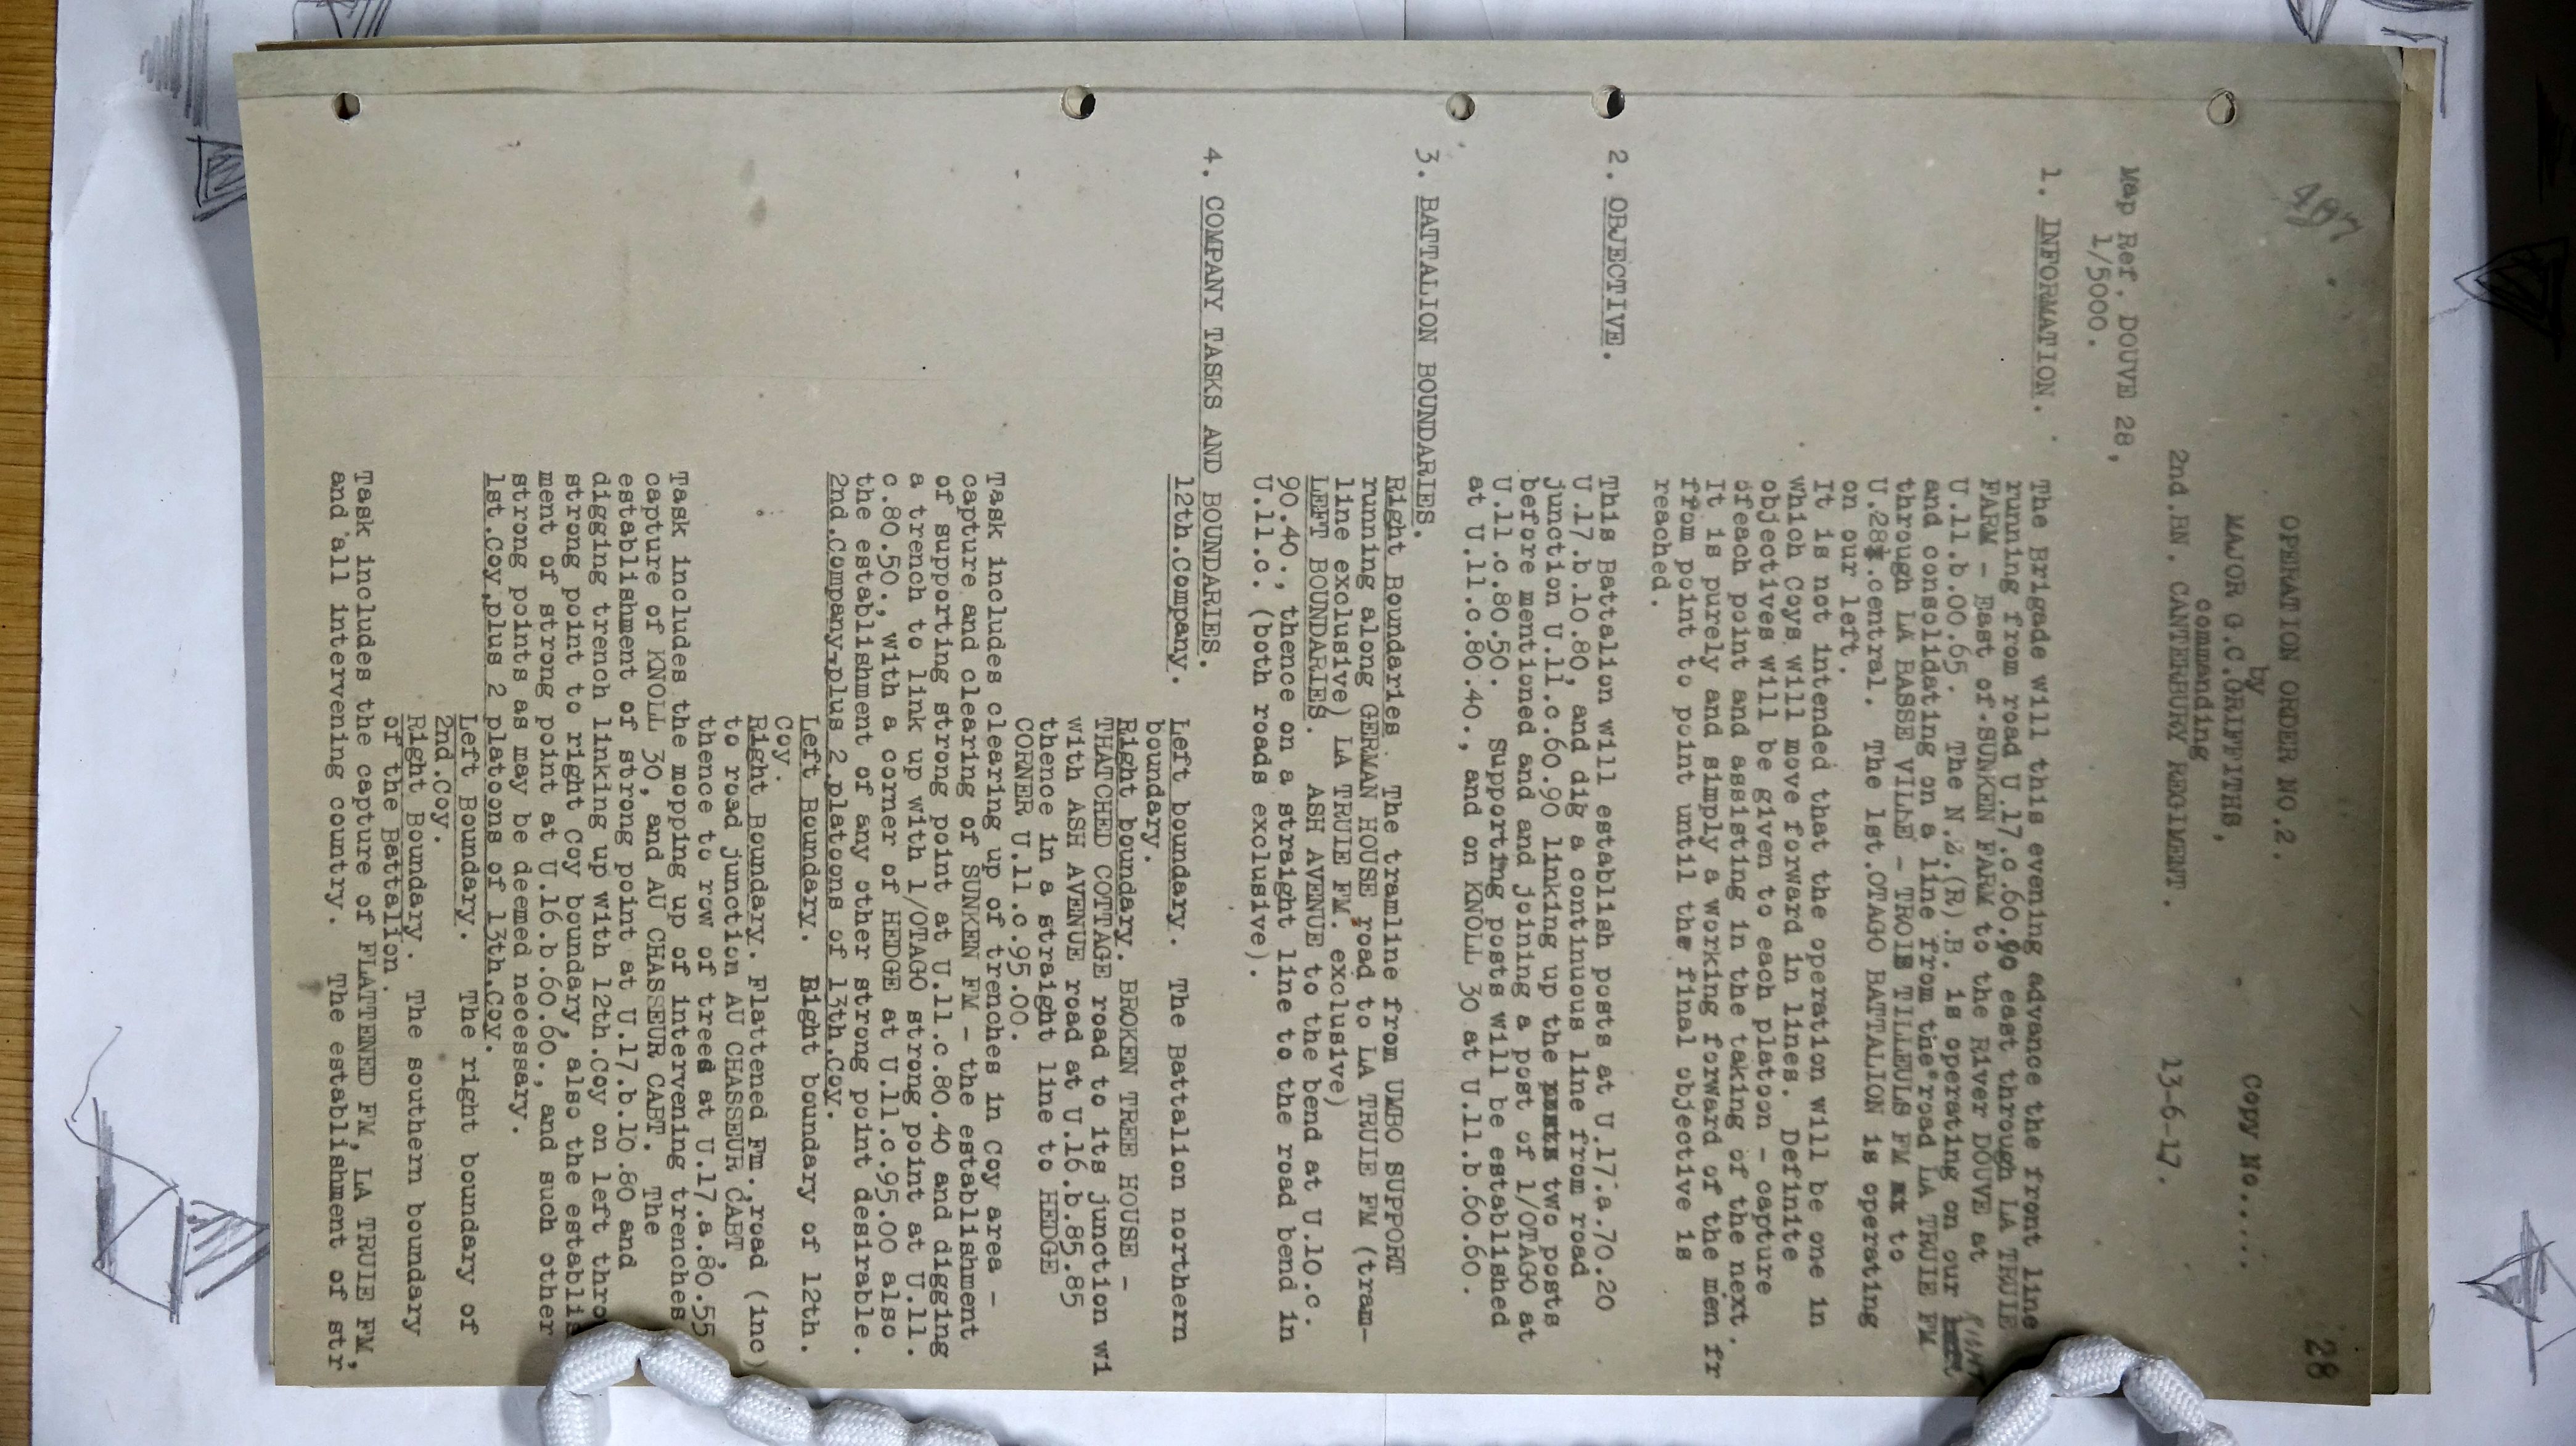 28
OPERATION ORDER NO.2.
by
Copy No.....
MAJOR G.C.GRIFFITHS,
commanding
2nd.BN. CANTERBURY REGIMENT.
13-6-17.
Map Ref. DOUVE 28,
1/5000.
1. INFORMATION.
The Brigade will this evening advance the front line
running from road U.17.c.60.90 east through LA TRUIE
FARM - East of SUNKEN FARM to the River DOUVE at
U.11.b.00.65. The N.Z.(R).B. is operating on our right
and consolidating on a line from the road LA TRUIE FM
through LA BASSE VILLE - TROIS TILLEULS FM to
U.28.central. The 1st.OTAGO BATTALION is operating
on our left.
It is not intended that the operation will be one in
which Coys will move forward in lines. Definite
objectives will be given to each platoon - capture
ofeach point and assisting in the taking of the next.
It is purely and simply a working forward of the men fr
ffom point to point until the final objective is
reached.
2. OBJECTIVE.
This Battalion will establish posts at U.17.a.70.20
U.17.b.10.80, and dig a continuous line from road
junction U.11.c.60.90 linking up the two posts
before mentioned and and joining a post of 1/OTAGO at
U.11.c.80.50. Supporting posts will be established
at U.11.c.80.40., and on KNOLL 30 at U.11.b.60.60.
3. BATTALION BOUNDARIES.
Right Boundaries The tramline from UMBO SUPPORT
running along GERMAN HOUSE road to LA TRUIE FM (tram-
line exclusive) LA TRUIE FM. exclusive)
LEFT BOUNDARIES. ASH AVENUE to the bend at U.10.c.
90.40., thence on a straight line to the road bend in
U.11.c. (both roads exclusive).
4. COMPANY TASKS AND BOUNDARIES.
12th.Company.
Left boundary. The Battalion northern
boundary.
Right boundary. BROKEN TREE HOUSE -
THATCHED COTTAGE road to its junction wi
with ASH AVENUE road at U.16.b.85.85
thence in a straight line to HEDGE
CORNER U.11.c.95.00.
Task includes clearing up of trenches in Coy area -
capture and clearing of SUNKEN FM - the establishment
of supporting strong point at U.11.c.80.40 and digging
a trench to link up with 1/OTAGO strong point at U.11.
c.80.50., with a corner of HEDGE at U.11.c.95.00 also
the establishment of any other strong point desirable.
2nd.Company-plus 2 platoons of 13th.Coy.
Left Boundary. Right boundary of 12th.
Coy.
Right Boundary. Flattened Fm.,road (inc)
to road junction AU CHASSEUR CABT,
thence to row of trees at U.17.a.80.55
Task includes the mopping up of intervening trenches
capture of KNOLL 30, and AU CHASSEUR CABT. The
establishment of strong point at U.17.b.10.80 and
digging trench linking up with 12th.Coy on left thro
strong point to right Coy boundary, also the establis
ment of strong point at U.16.b.60.60., and such other
strong points as may be deemed necessary.
1st.Coy.plus 2 platoons of 13th.Coy.
Left Boundary. The right boundary of
2nd.Coy.
Right Boundary. The southern boundary
of the Battalion.
Task includes the capture of FLATTENED FM, LA TRUIE FM,
and all intervening country. The establishment of str